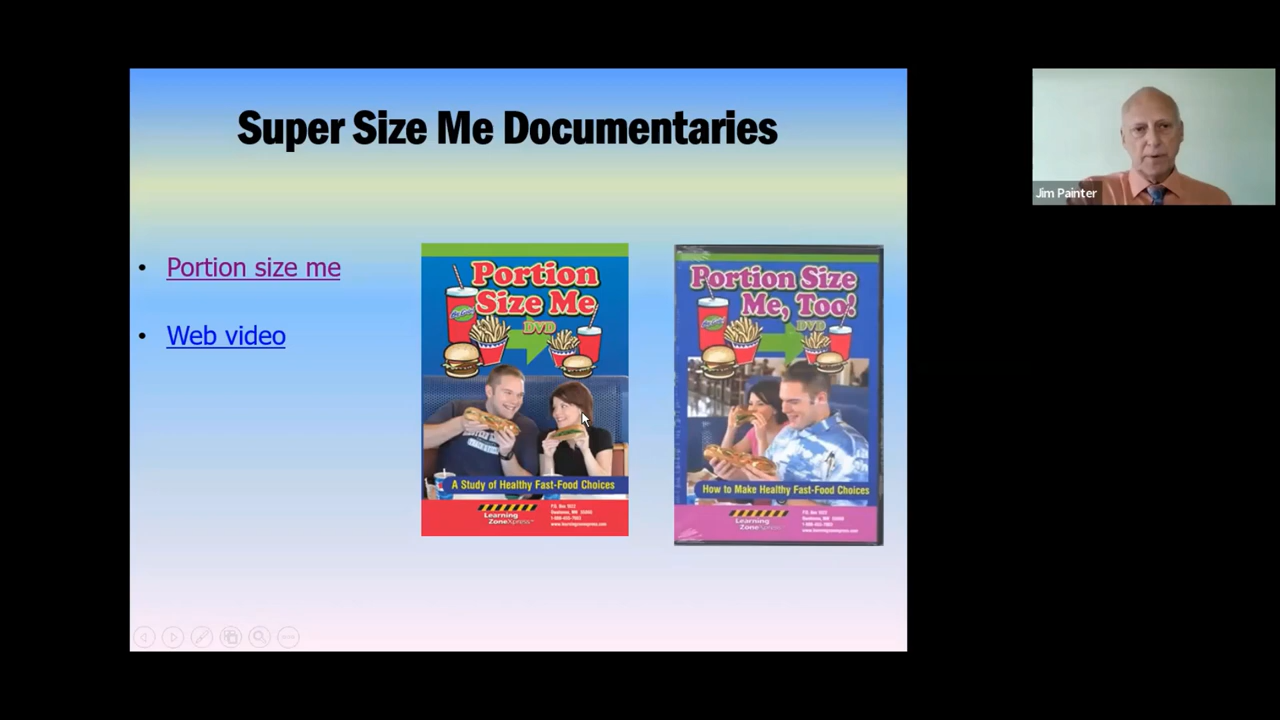 Super Size Me Documentaries
Jim Painter
• Portion size me
• Web video
Portion
Size Me
DVD
A Study of Healthy Fast-Food Choices
Learning
ZoneXpress
Portion Size
Me, Too!
DVD
How to Make Healthy Fast-Food Choices
Learning
ZoneXpress